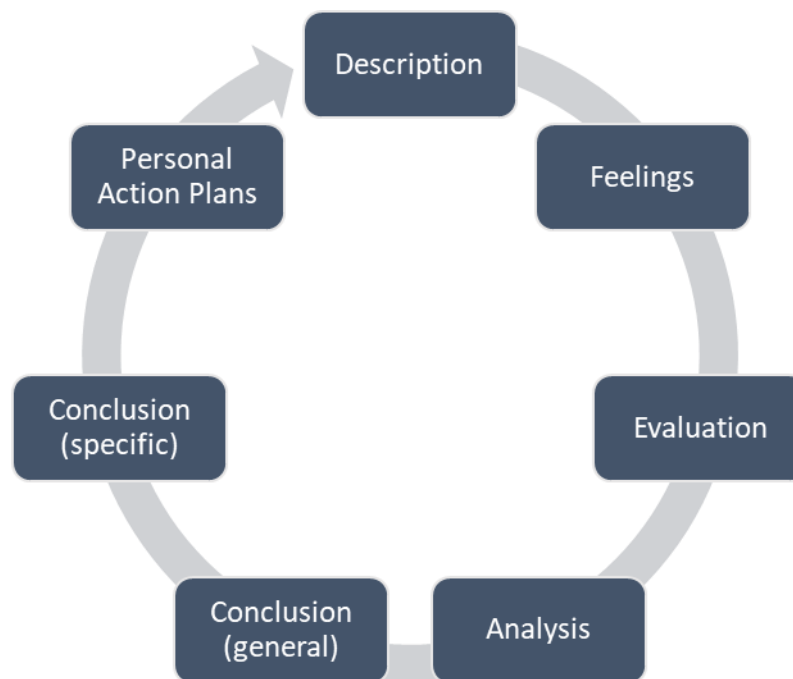 Description
Feelings
Evaluation
Analysis
Conclusion
(general)
Conclusion
(specific)
Personal
Action Plans